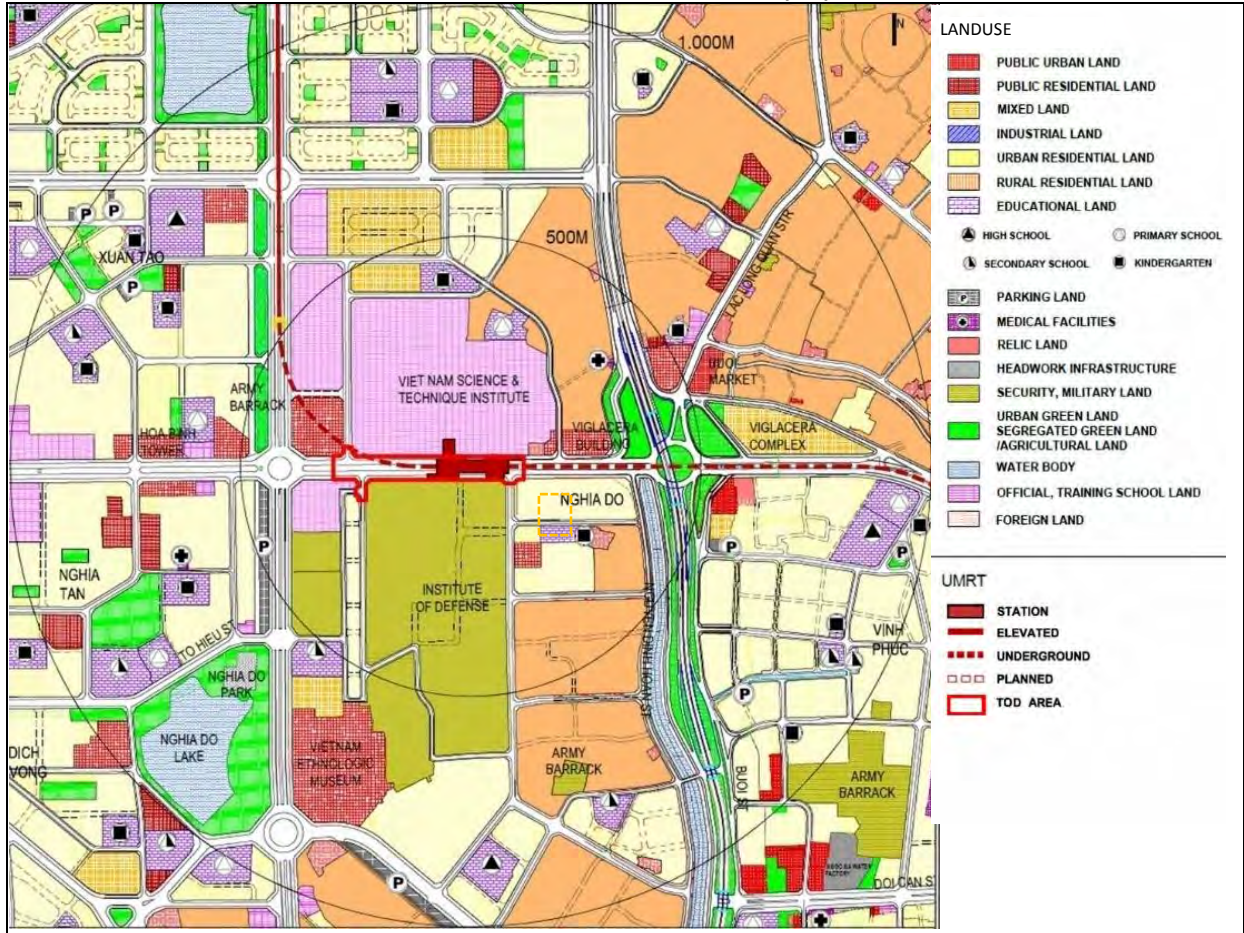 N
1.000M
500M
XUAN TAO
P
P
P
LAC LONG QUAN STR
ARMY
BARRACK
VIET NAM SCIENCE &
TECHNIQUE INSTITUTE
MARKET
HOA BINH
TOWER
VIGLACERA
BUILDING
VIGLACERA
COMPLEX
NGHIA DO
P
P
P
NGHIA
TAN
INSTITUTE
OF DEFENSE
TO HIEU ST
VINH
PHUC
NGHIA DO
PARK
P
NGHIA DO
LAKE
DICH
VONG
VIETNAM
ETHNOLOGIC
MUSEUM
ARMY
BARRACK
BUOI ST
ARMY
BARRACK
P
DOI CAN ST
LANDUSE
PUBLIC URBAN LAND
PUBLIC RESIDENTIAL LAND
MIXED LAND
INDUSTRIAL LAND
URBAN RESIDENTIAL LAND
RURAL RESIDENTIAL LAND
EDUCATIONAL LAND
HIGH SCHOOL
PRIMARY SCHOOL
SECONDARY SCHOOL
KINDERGARTEN
P
PARKING LAND
MEDICAL FACILITIES
RELIC LAND
HEADWORK INFRASTRUCTURE
SECURITY, MILITARY LAND
URBAN GREEN LAND
SEGREGATED GREEN LAND
/AGRICULTURAL LAND
WATER BODY
OFFICIAL, TRAINING SCHOOL LAND
FOREIGN LAND
UMRT
STATION
ELEVATED
UNDERGROUND
PLANNED
TOD AREA